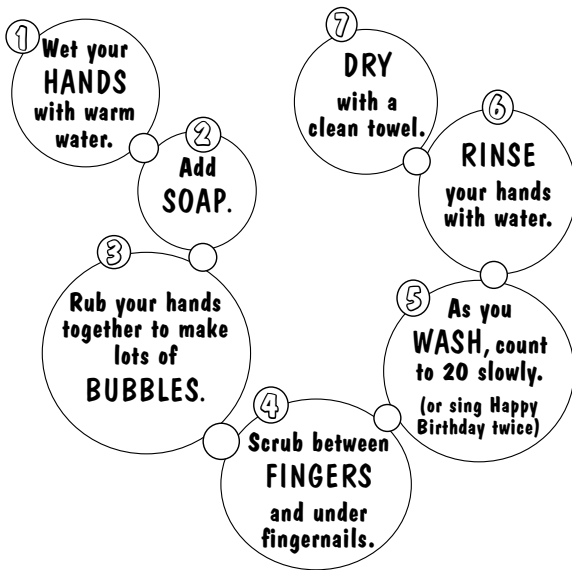 1
Wet your
HANDS
with warm
water.
2
Add
SOAP.
3
Rub your hands
together to make
lots of
BUBBLES.
4
Scrub between
FINGERS
and under
fingernails.
5
As you
WASH, count
to 20 slowly.
(or sing Happy
Birthday twice)
6
RINSE
your hands
with water.
7
DRY
with a
clean towel.